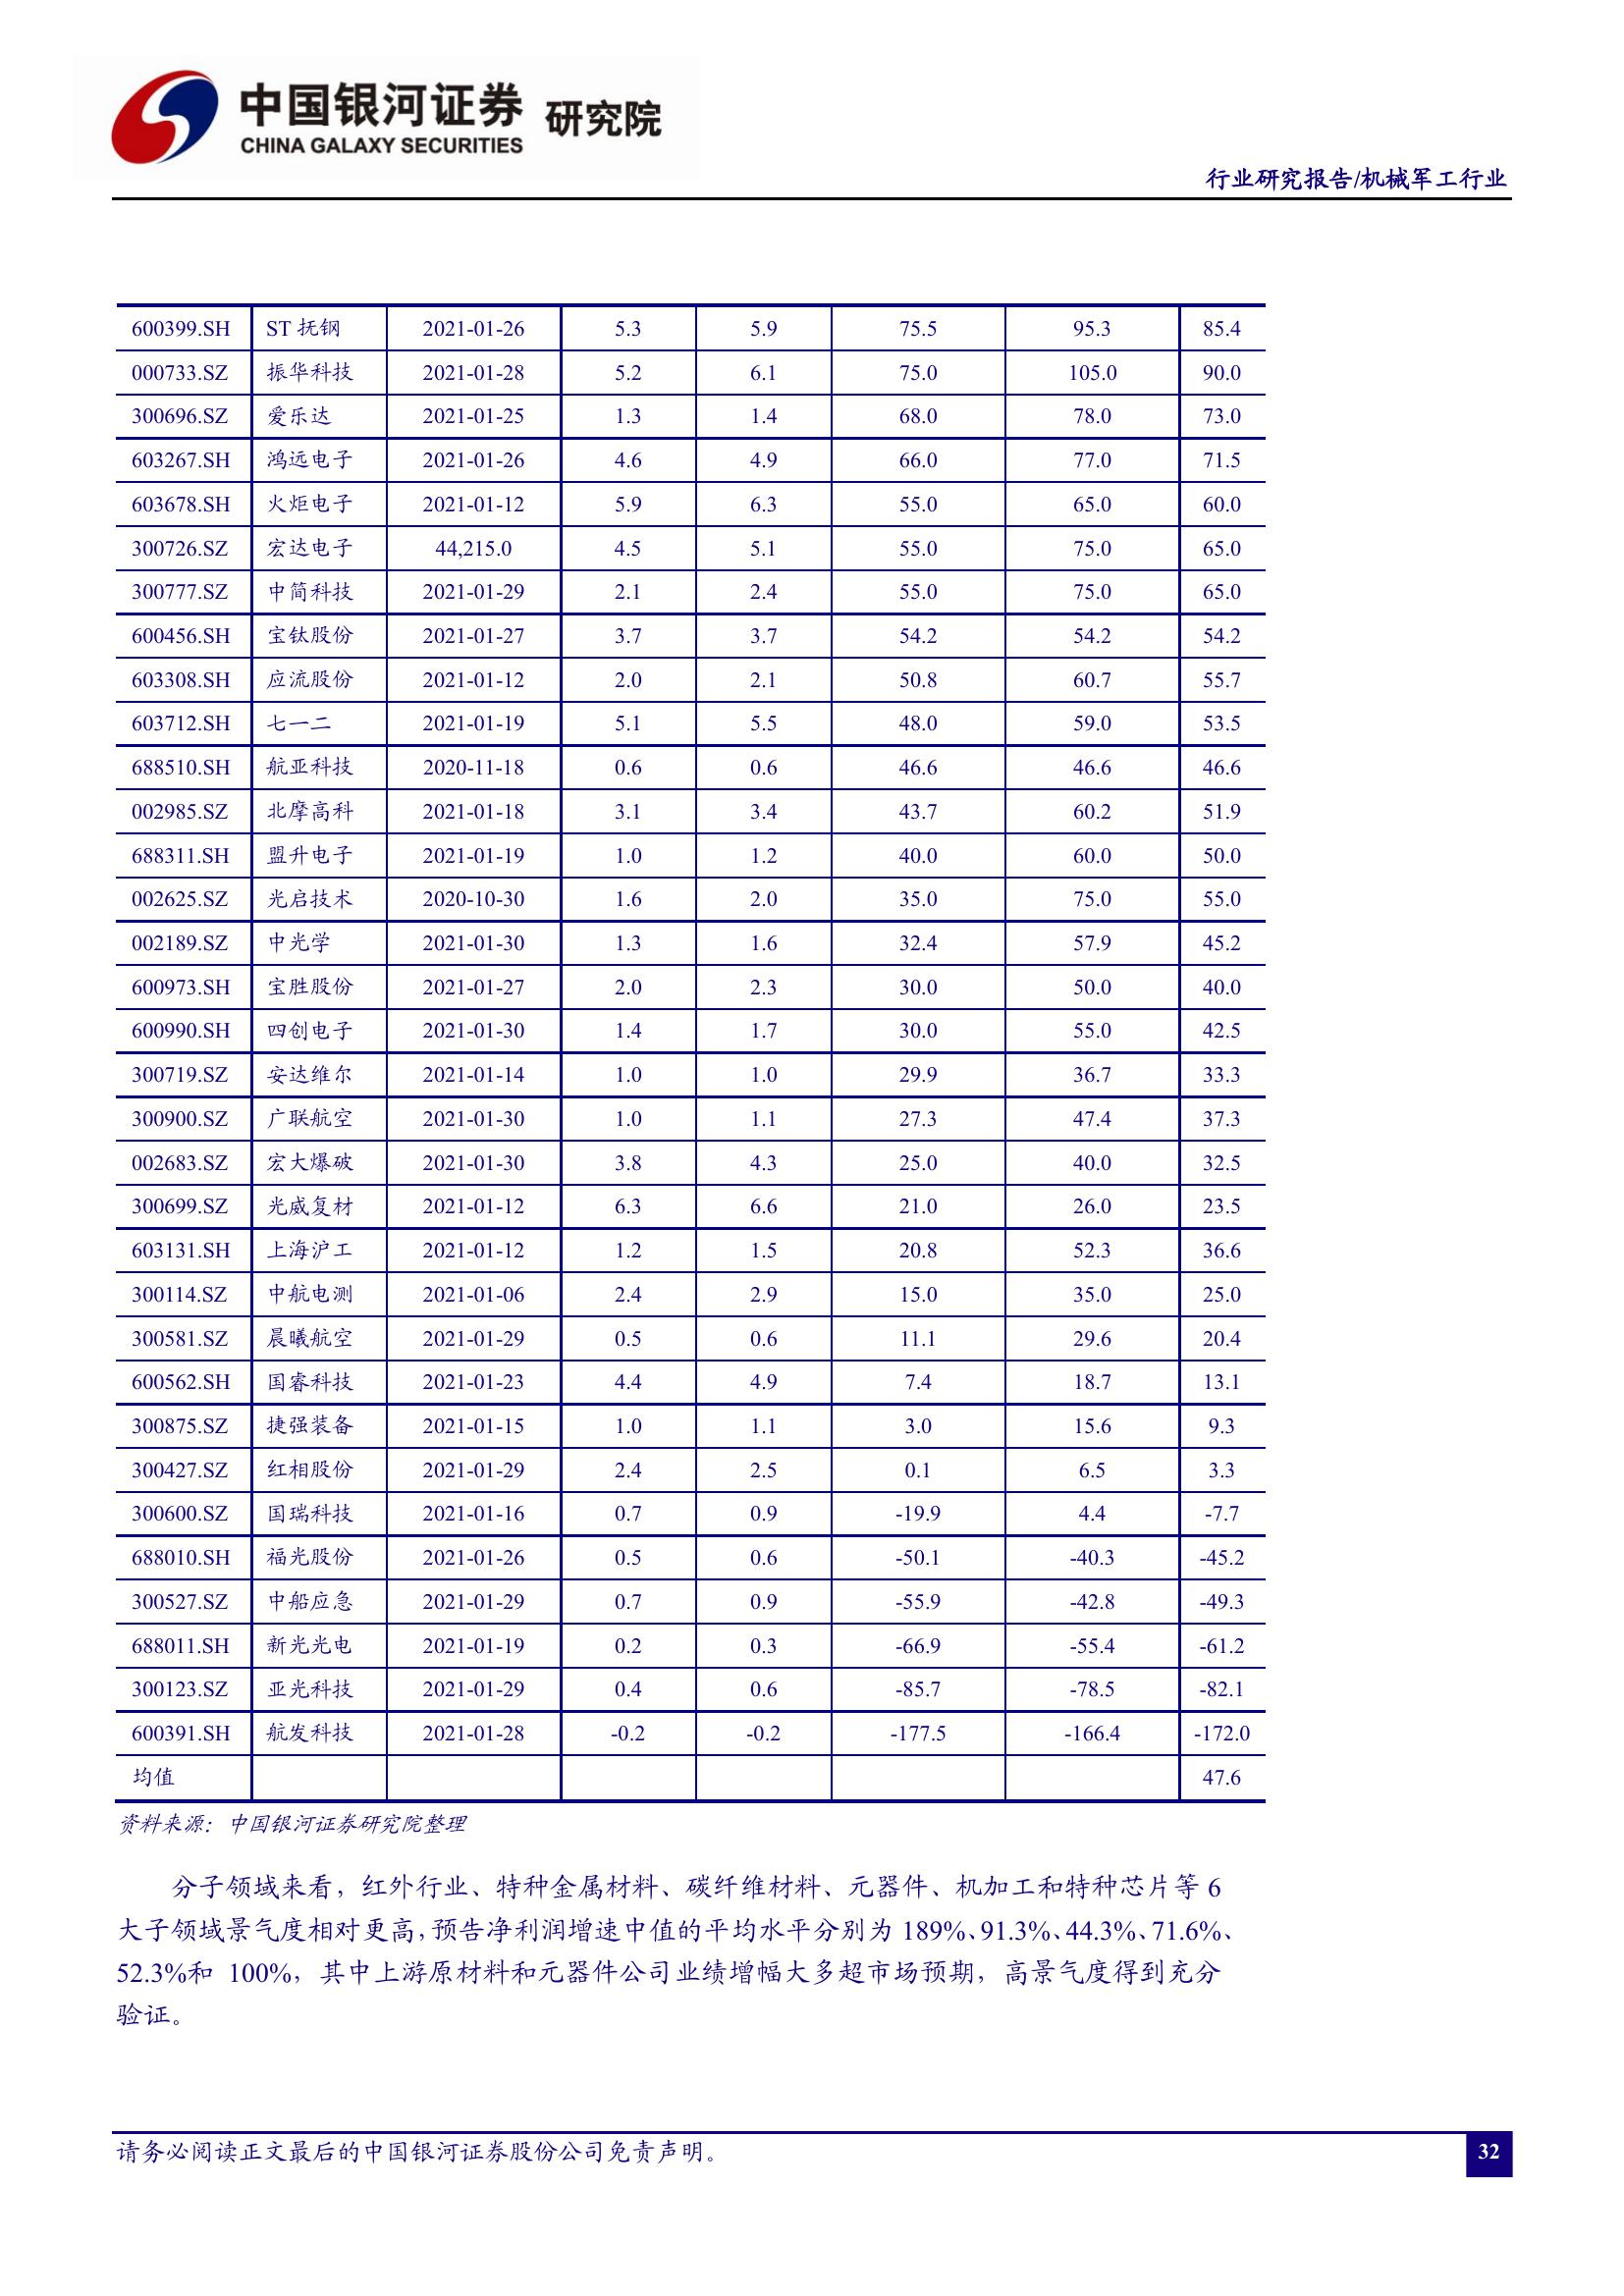 中国银河证券 研究院
CHINA GALAXY SECURITIES
行业研究报告/机械军工行业
600399.SH ST 抚钢 2021-01-26 5.3 5.9 75.5 95.3 85.4
000733.SZ 振华科技 2021-01-28 5.2 6.1 75.0 105.0 90.0
300696.SZ 爱乐达 2021-01-25 1.3 1.4 68.0 78.0 73.0
603267.SH 鸿远电子 2021-01-26 4.6 4.9 66.0 77.0 71.5
603678.SH 火炬电子 2021-01-12 5.9 6.3 55.0 65.0 60.0
300726.SZ 宏达电子 44,215.0 4.5 5.1 55.0 75.0 65.0
300777.SZ 中简科技 2021-01-29 2.1 2.4 55.0 75.0 65.0
600456.SH 宝钛股份 2021-01-27 3.7 3.7 54.2 54.2 54.2
603308.SH 应流股份 2021-01-12 2.0 2.1 50.8 60.7 55.7
603712.SH 七一二 2021-01-19 5.1 5.5 48.0 59.0 53.5
688510.SH 航亚科技 2020-11-18 0.6 0.6 46.6 46.6 46.6
002985.SZ 北摩高科 2021-01-18 3.1 3.4 43.7 60.2 51.9
688311.SH 盟升电子 2021-01-19 1.0 1.2 40.0 60.0 50.0
002625.SZ 光启技术 2020-10-30 1.6 2.0 35.0 75.0 55.0
002189.SZ 中光学 2021-01-30 1.3 1.6 32.4 57.9 45.2
600973.SH 宝胜股份 2021-01-27 2.0 2.3 30.0 50.0 40.0
600990.SH 四创电子 2021-01-30 1.4 1.7 30.0 55.0 42.5
300719.SZ 安达维尔 2021-01-14 1.0 1.0 29.9 36.7 33.3
300900.SZ 广联航空 2021-01-30 1.0 1.1 27.3 47.4 37.3
002683.SZ 宏大爆破 2021-01-30 3.8 4.3 25.0 40.0 32.5
300699.SZ 光威复材 2021-01-12 6.3 6.6 21.0 26.0 23.5
603131.SH 上海沪工 2021-01-12 1.2 1.5 20.8 52.3 36.6
300114.SZ 中航电测 2021-01-06 2.4 2.9 15.0 35.0 25.0
300581.SZ 晨曦航空 2021-01-29 0.5 0.6 11.1 29.6 20.4
600562.SH 国睿科技 2021-01-23 4.4 4.9 7.4 18.7 13.1
300875.SZ 捷强装备 2021-01-15 1.0 1.1 3.0 15.6 9.3
300427.SZ 红相股份 2021-01-29 2.4 2.5 0.1 6.5 3.3
300600.SZ 国瑞科技 2021-01-16 0.7 0.9 -19.9 4.4 -7.7
688010.SH 福光股份 2021-01-26 0.5 0.6 -50.1 -40.3 -45.2
300527.SZ 中船应急 2021-01-29 0.7 0.9 -55.9 -42.8 -49.3
688011.SH 新光光电 2021-01-19 0.2 0.3 -66.9 -55.4 -61.2
300123.SZ 亚光科技 2021-01-29 0.4 0.6 -85.7 -78.5 -82.1
600391.SH 航发科技 2021-01-28 -0.2 -0.2 -177.5 -166.4 -172.0
均值 47.6
资料来源：中国银河证券研究院整理
分子领域来看，红外行业、特种金属材料、碳纤维材料、元器件、机加工和特种芯片等 6
大子领域景气度相对更高，预告净利润增速中值的平均水平分别为 189%、91.3%、44.3%、71.6%、
52.3%和 100%，其中上游原材料和元器件公司业绩增幅大多超市场预期，高景气度得到充分
验证。
请务必阅读正文最后的中国银河证券股份公司免责声明。
32